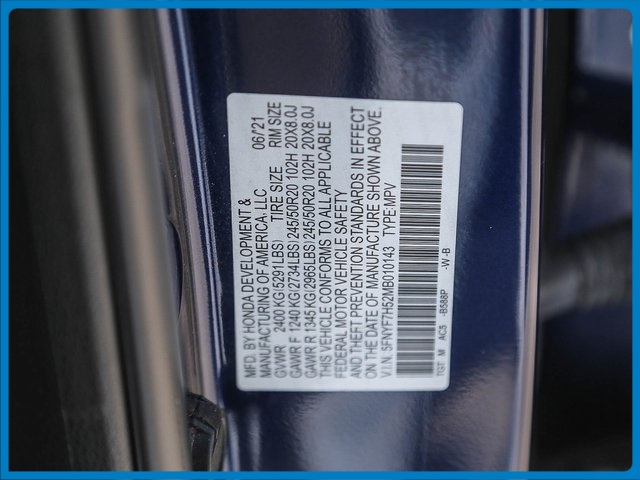 MFD. BY HONDA DEVELOPMENT &
MANUFACTURING OF AMERICA, LLC 06/21
GVWR 2400 KG(5291LBS) TIRE SIZE RIM SIZE
GAWR F 1240 KG(2734LBS) 245/50R20 102H 20X8.0J
GAWR R 1345 KG(2965LBS) 245/50R20 102H 20X8.0J
THIS VEHICLE CONFORMS TO ALL APPLICABLE
FEDERAL MOTOR VEHICLE SAFETY
AND THEFT PREVENTION STANDARDS IN EFFECT
ON THE DATE OF MANUFACTURE SHOWN ABOVE.
V.I.N. 5FNYF7H52MB010143 TYPE:MPV
TGT M AC5 -B588P -W -B